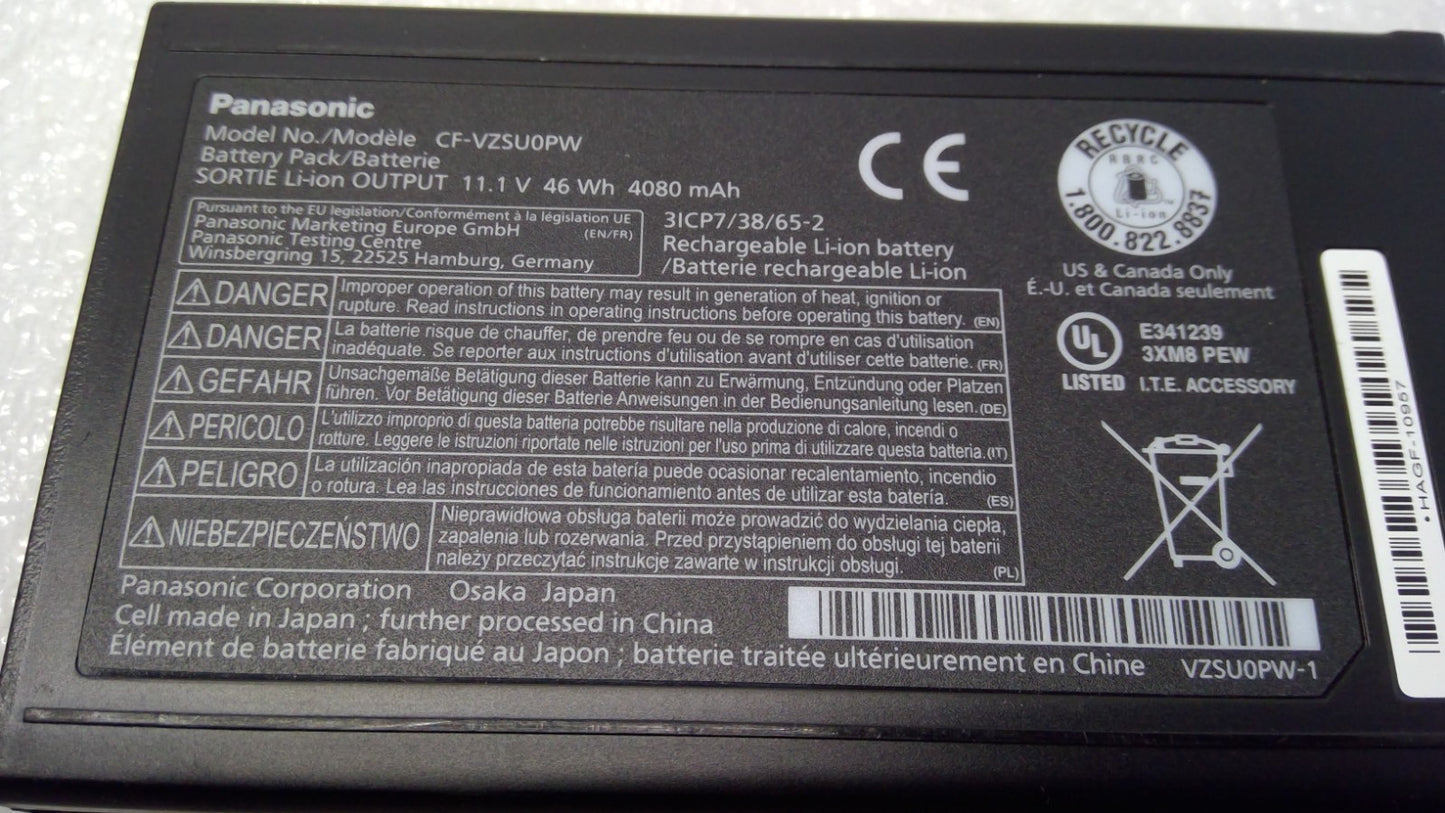 Panasonic
Model No./Modèle CF-VZSU0PW
Battery Pack/Batterie
SORTIE Li-ion OUTPUT 11.1 V 46 Wh 4080 mAh
Pursuant to the EU legislation/Conformément à la législation UE
Panasonic Marketing Europe GmbH (EN/FR)
Panasonic Testing Centre
Winsbergring 15, 22525 Hamburg, Germany
3ICP7/38/65-2
Rechargeable Li-ion battery
/Batterie rechargeable Li-ion
CE
RECYCLE
RBRC
Li-ion
TM
1.800.822.8837
US & Canada Only
É.-U. et Canada seulement
UL
LISTED
E341239
3XM8 PEW
I.T.E. ACCESSORY
DANGER
Improper operation of this battery may result in generation of heat, ignition or
rupture. Read instructions in operating instructions before operating this battery. (EN)
DANGER
La batterie risque de chauffer, de prendre feu ou de se rompre en cas d'utilisation
inadéquate. Se reporter aux instructions d'utilisation avant d'utiliser cette batterie. (FR)
GEFAHR
Unsachgemäße Betätigung dieser Batterie kann zu Erwärmung, Entzündung oder Platzen
führen. Vor Betätigung dieser Batterie Anweisungen in der Bedienungsanleitung lesen. (DE)
PERICOLO
L'utilizzo improprio di questa batteria potrebbe risultare nella produzione di calore, incendi o
rotture. Leggere le istruzioni riportate nelle istruzioni per l'uso prima di utilizzare questa batteria. (IT)
PELIGRO
La utilización inapropiada de esta batería puede ocasionar recalentamiento, incendio
o rotura. Lea las instrucciones de funcionamiento antes de utilizar esta batería. (ES)
NIEBEZPIECZEŃSTWO
Nieprawidłowa obsługa baterii może prowadzić do wydzielania ciepła,
zapalenia lub rozerwania. Przed przystąpieniem do obsługi tej baterii
należy przeczytać instrukcje zawarte w instrukcji obsługi. (PL)
Panasonic Corporation Osaka Japan
Cell made in Japan ; further processed in China
Élément de batterie fabriqué au Japon ; batterie traitée ultérieurement en Chine
VZSU0PW-1
•HAGF-10957